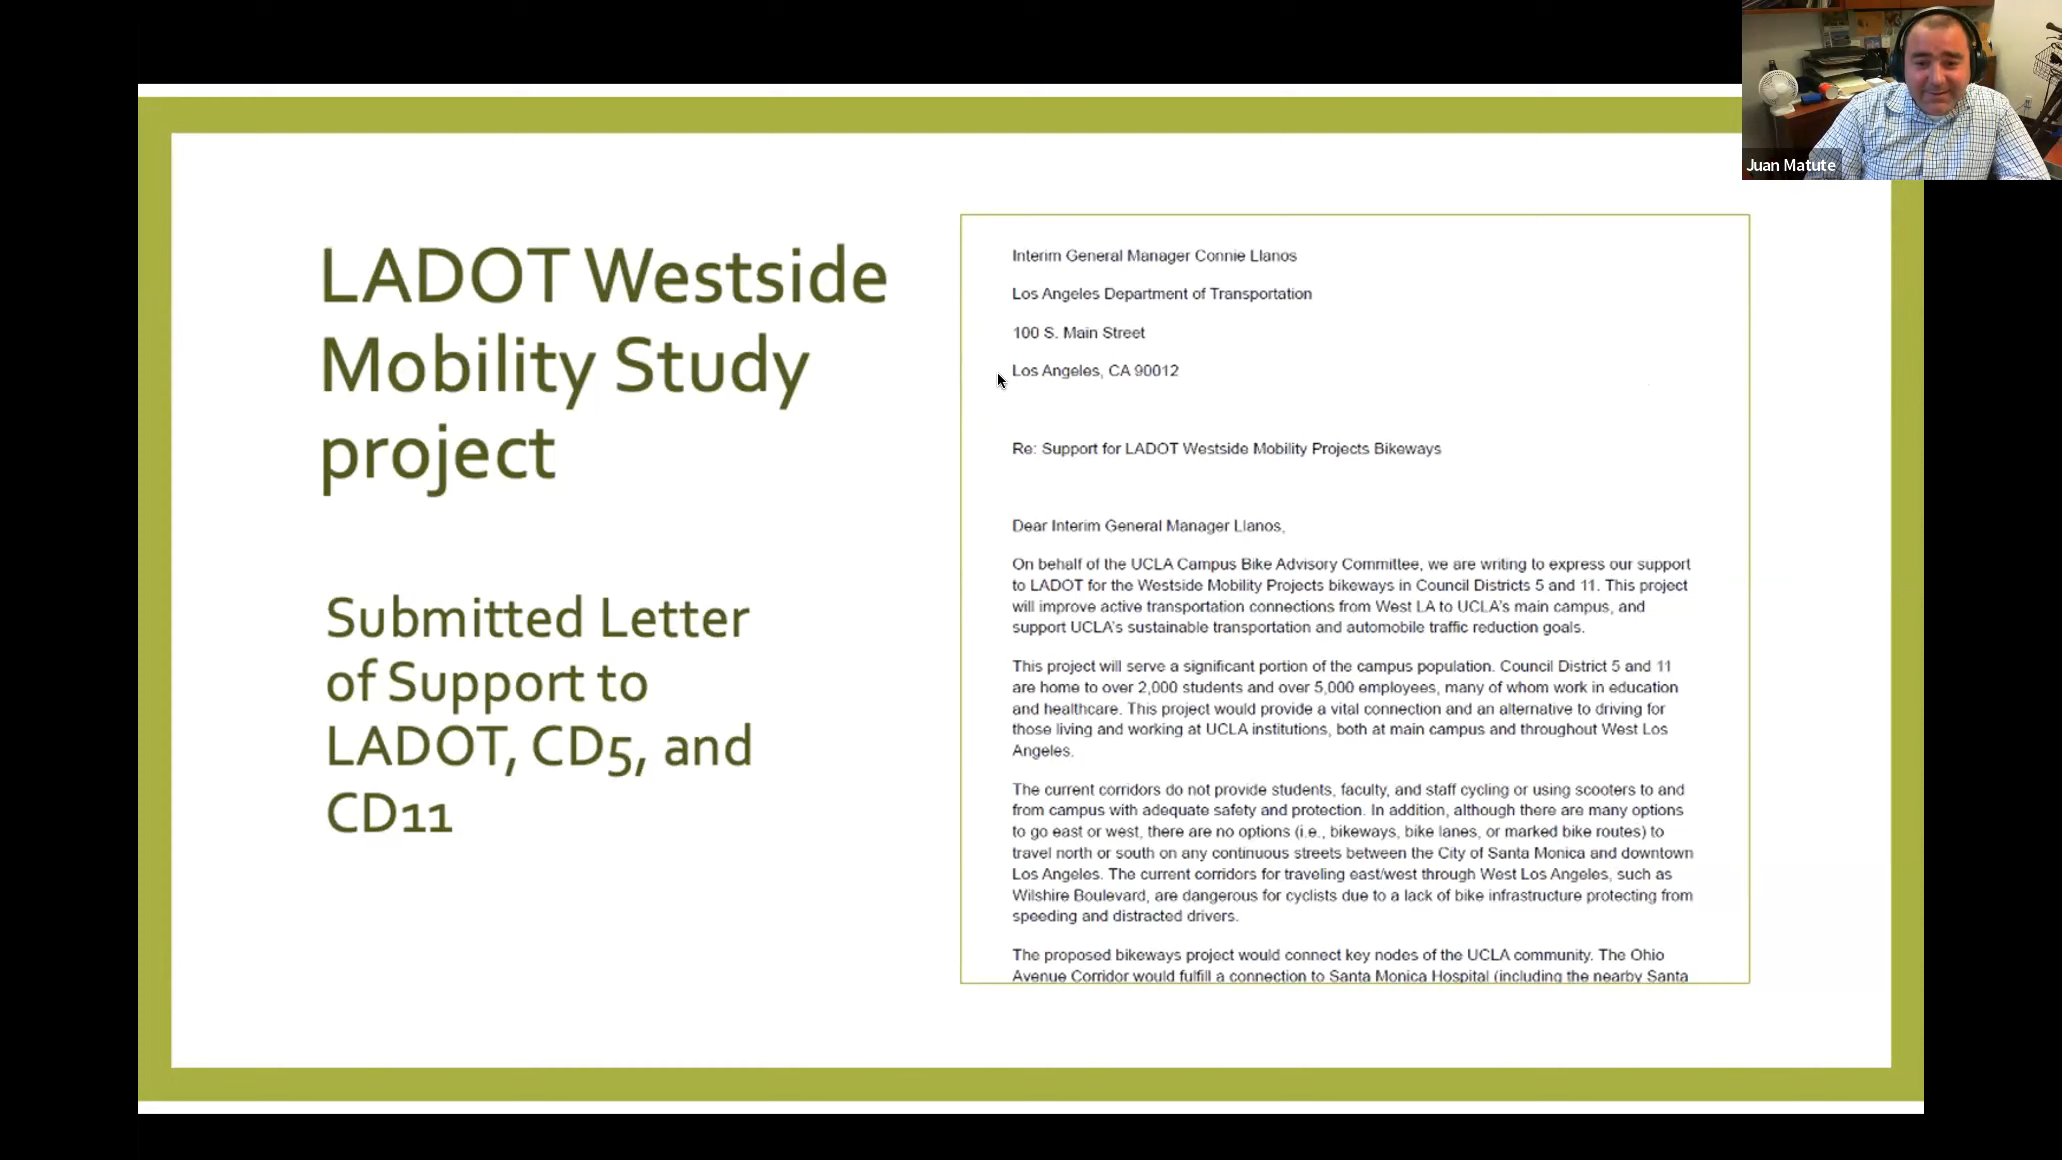 Juan Matute
LADOT Westside
Mobility Study
project
Submitted Letter
of Support to
LADOT, CD5, and
CD11
Interim General Manager Connie Llanos
Los Angeles Department of Transportation
100 S. Main Street
Los Angeles, CA 90012
Re: Support for LADOT Westside Mobility Projects Bikeways
Dear Interim General Manager Llanos,
On behalf of the UCLA Campus Bike Advisory Committee, we are writing to express our support
to LADOT for the Westside Mobility Projects bikeways in Council Districts 5 and 11. This project
will improve active transportation connections from West LA to UCLA's main campus, and
support UCLA's sustainable transportation and automobile traffic reduction goals.
This project will serve a significant portion of the campus population. Council District 5 and 11
are home to over 2,000 students and over 5,000 employees, many of whom work in education
and healthcare. This project would provide a vital connection and an alternative to driving for
those living and working at UCLA institutions, both at main campus and throughout West Los
Angeles.
The current corridors do not provide students, faculty, and staff cycling or using scooters to and
from campus with adequate safety and protection. In addition, although there are many options
to go east or west, there are no options (i.e., bikeways, bike lanes, or marked bike routes) to
travel north or south on any continuous streets between the City of Santa Monica and downtown
Los Angeles. The current corridors for traveling east/west through West Los Angeles, such as
Wilshire Boulevard, are dangerous for cyclists due to a lack of bike infrastructure protecting from
speeding and distracted drivers.
The proposed bikeways project would connect key nodes of the UCLA community. The Ohio
Avenue Corridor would fulfill a connection to Santa Monica Hospital (including the nearby Santa